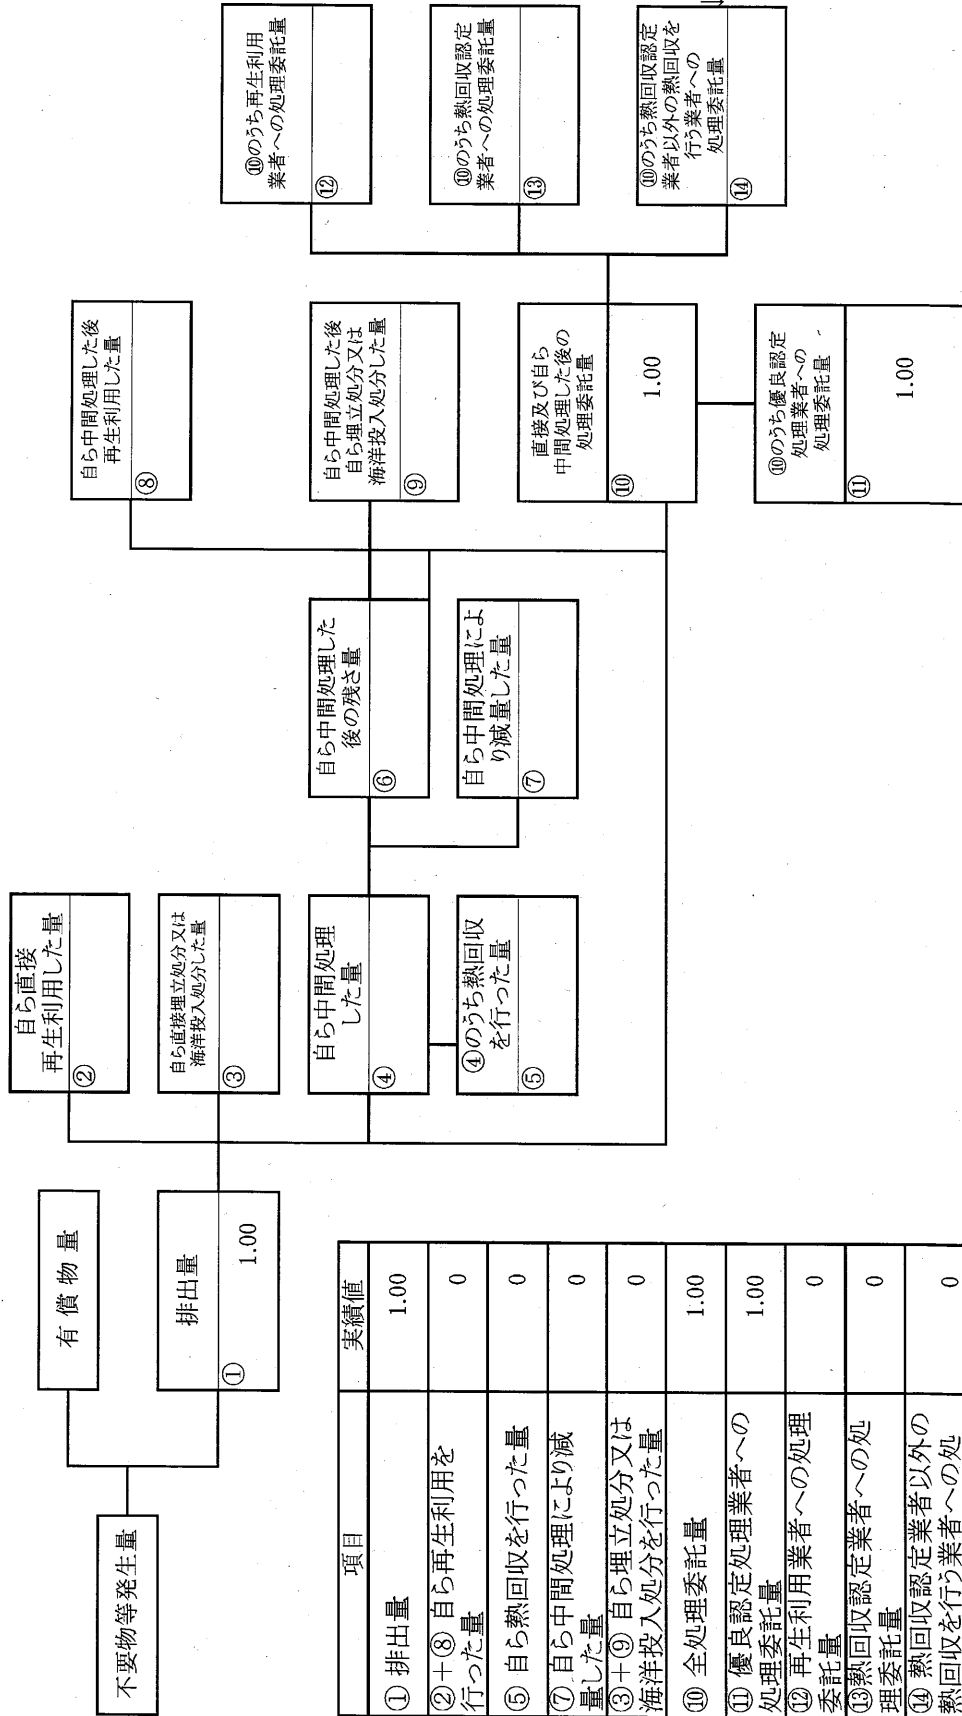 不要物等発生量
有償物量
排出量
①
1.00
自ら直接
再生利用した量
②
自ら直接埋立処分又は
海洋投入処分した量
③
自ら中間処理
した量
④
④のうち熱回収
を行った量
⑤
自ら中間処理した
後の残さ量
⑥
自ら中間処理によ
り減量した量
⑦
自ら中間処理した後
再生利用した量
⑧
自ら中間処理した後
自ら埋立処分又は
海洋投入処分した量
⑨
直接及び自ら
中間処理した後の
処理委託量
⑩
1.00
⑩のうち優良認定
処理業者への
処理委託量
⑪
1.00
⑩のうち再生利用
業者への処理委託量
⑫
⑩のうち熱回収認定
業者への処理委託量
⑬
⑩のうち熱回収認定
業者以外の熱回収を
行う業者への
処理委託量
⑭
項目 実績値
① 排出量 1.00
②+⑧ 自ら再生利用を
行った量 0
⑤ 自ら熱回収を行った量 0
⑦ 自ら中間処理により減
量した量 0
③+⑨ 自ら埋立処分又は
海洋投入処分を行った量 0
⑩ 全処理委託量 1.00
⑪ 優良認定処理業者への
処理委託量 1.00
⑫ 再生利用業者への処理
委託量 0
⑬熱回収認定業者への処
理委託量 0
⑭ 熱回収認定業者以外の
熱回収を行う業者への処 0